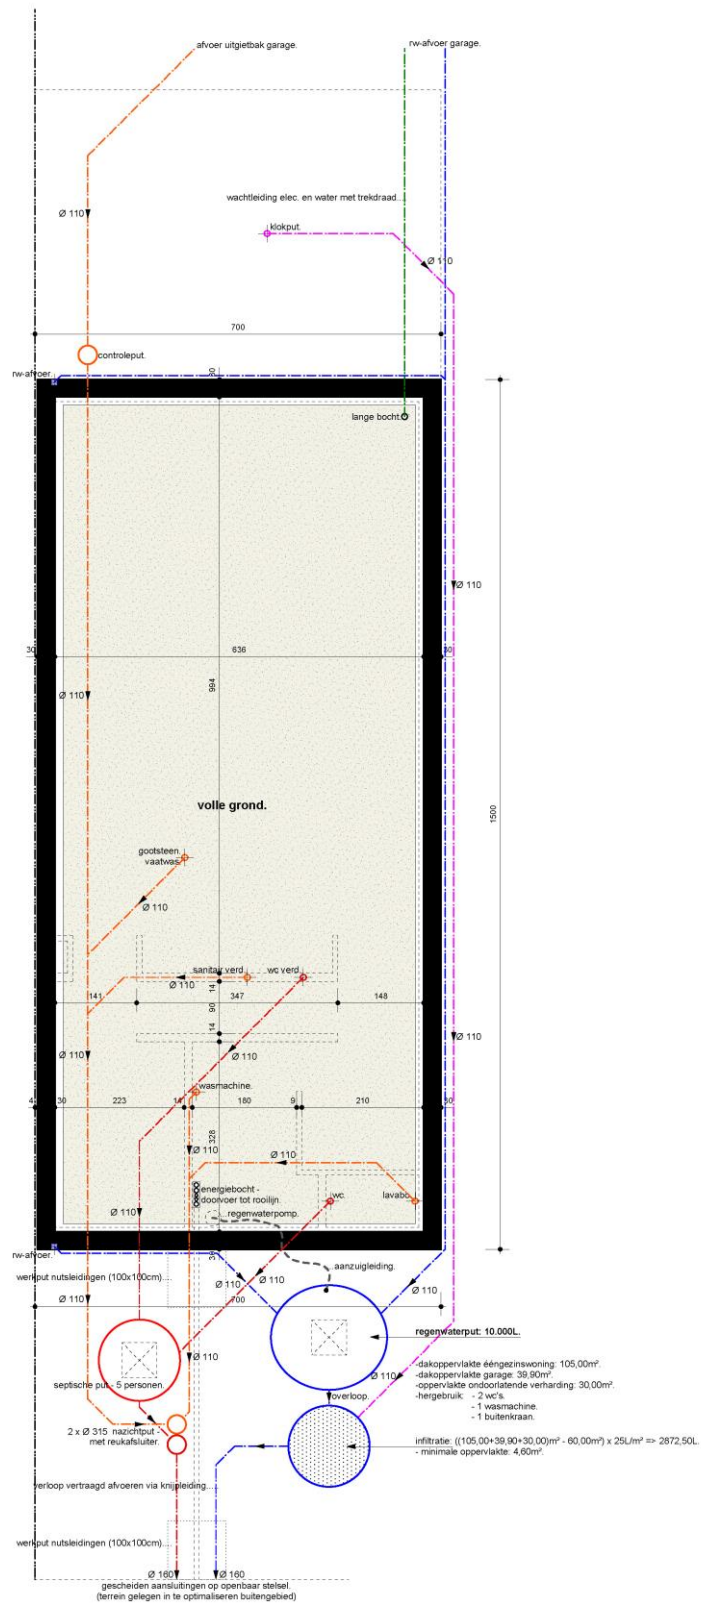 afvoer uitgietbak garage.
rw-afvoer garage.
wachtleiding elec. en water met trekdraad...
Ø 110
klokput.
Ø 110
700
controleput.
rw-afvoer.
30
lange bocht.
Ø 110
30
636
30
Ø 110
994
volle grond.
1500
gootsteen.
vaatwas.
Ø 110
sanitair verd.
wc verd.
Ø 110
14
141
347
148
90
14
Ø 110
Ø 110
Ø 110
wasmachine.
4
30
223
14
180
9
210
30
328
Ø 110
Ø 110
energiebocht -
doorvoer tot rooilijn.
wc.
lavabo.
Ø 110
regenwaterpomp.
rw-afvoer.
30
aanzuigleiding.
werkput nutsleidingen (100x100cm)....
Ø 110
Ø 110
Ø 110
Ø 110
700
regenwaterput: 10.000L.
Ø 110
-dakoppervlakte ééngezinswoning: 105,00m².
-dakoppervlakte garage: 39,90m².
-oppervlakte ondoorlatende verharding: 30,00m².
-hergebruik: - 2 wc's.
- 1 wasmachine.
- 1 buitenkraan.
Ø 110
septische put - 5 personen.
overloop.
2 x Ø 315 nazichtput -
met reukafsluiter.
infiltratie: ((105,00+39,90+30,00)m² - 60,00m²) x 25L/m² => 2872,50L.
- minimale oppervlakte: 4,60m².
verloop vertraagd afvoeren via knijpleiding....
werkput nutsleidingen (100x100cm)....
Ø 160
Ø 160
gescheiden aansluitingen op openbaar stelsel.
(terrein gelegen in te optimaliseren buitengebied)